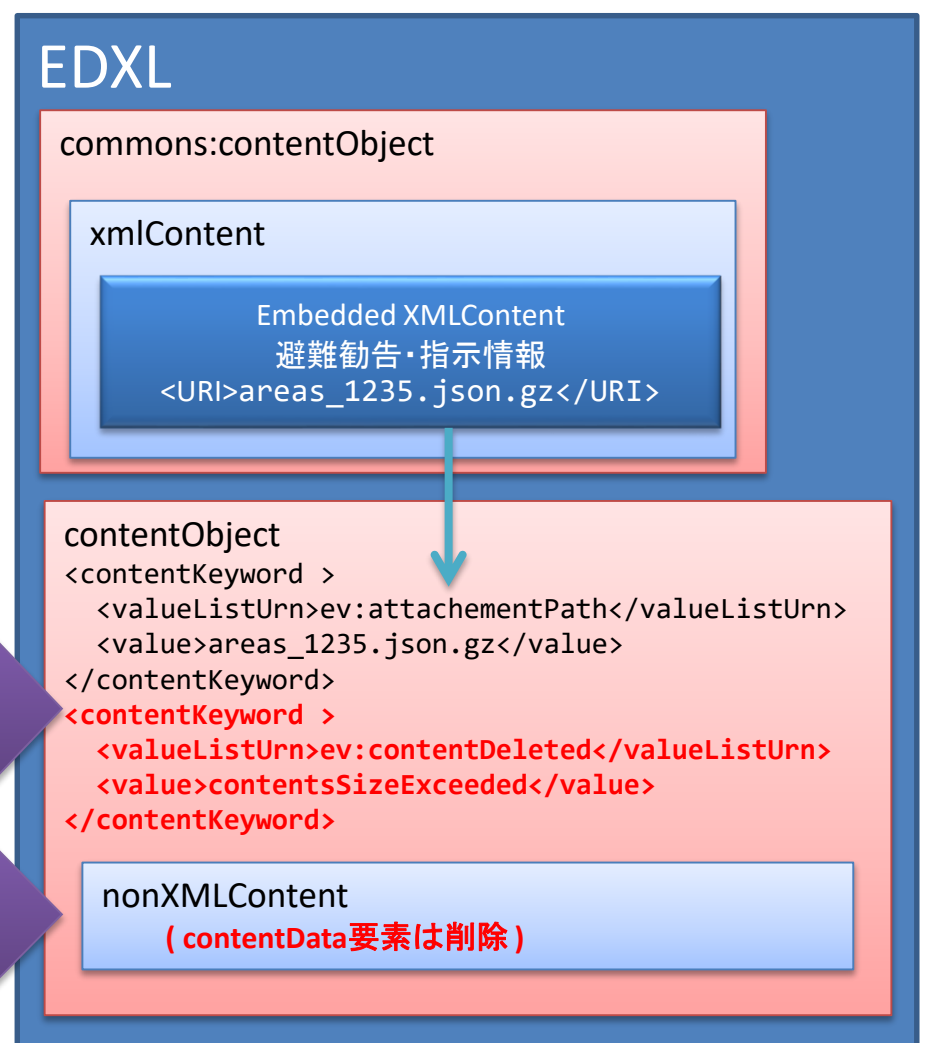 EDXL
commons:contentObject
xmlContent
Embedded XMLContent
避難勧告・指示情報
<URI>areas_1235.json.gz</URI>
contentObject
<contentKeyword >
<valueListUrn>ev:attachementPath</valueListUrn>
<value>areas_1235.json.gz</value>
</contentKeyword>
<contentKeyword >
<valueListUrn>ev:contentDeleted</valueListUrn>
<value>contentsSizeExceeded</value>
</contentKeyword>
nonXMLContent
( contentData要素は削除 )